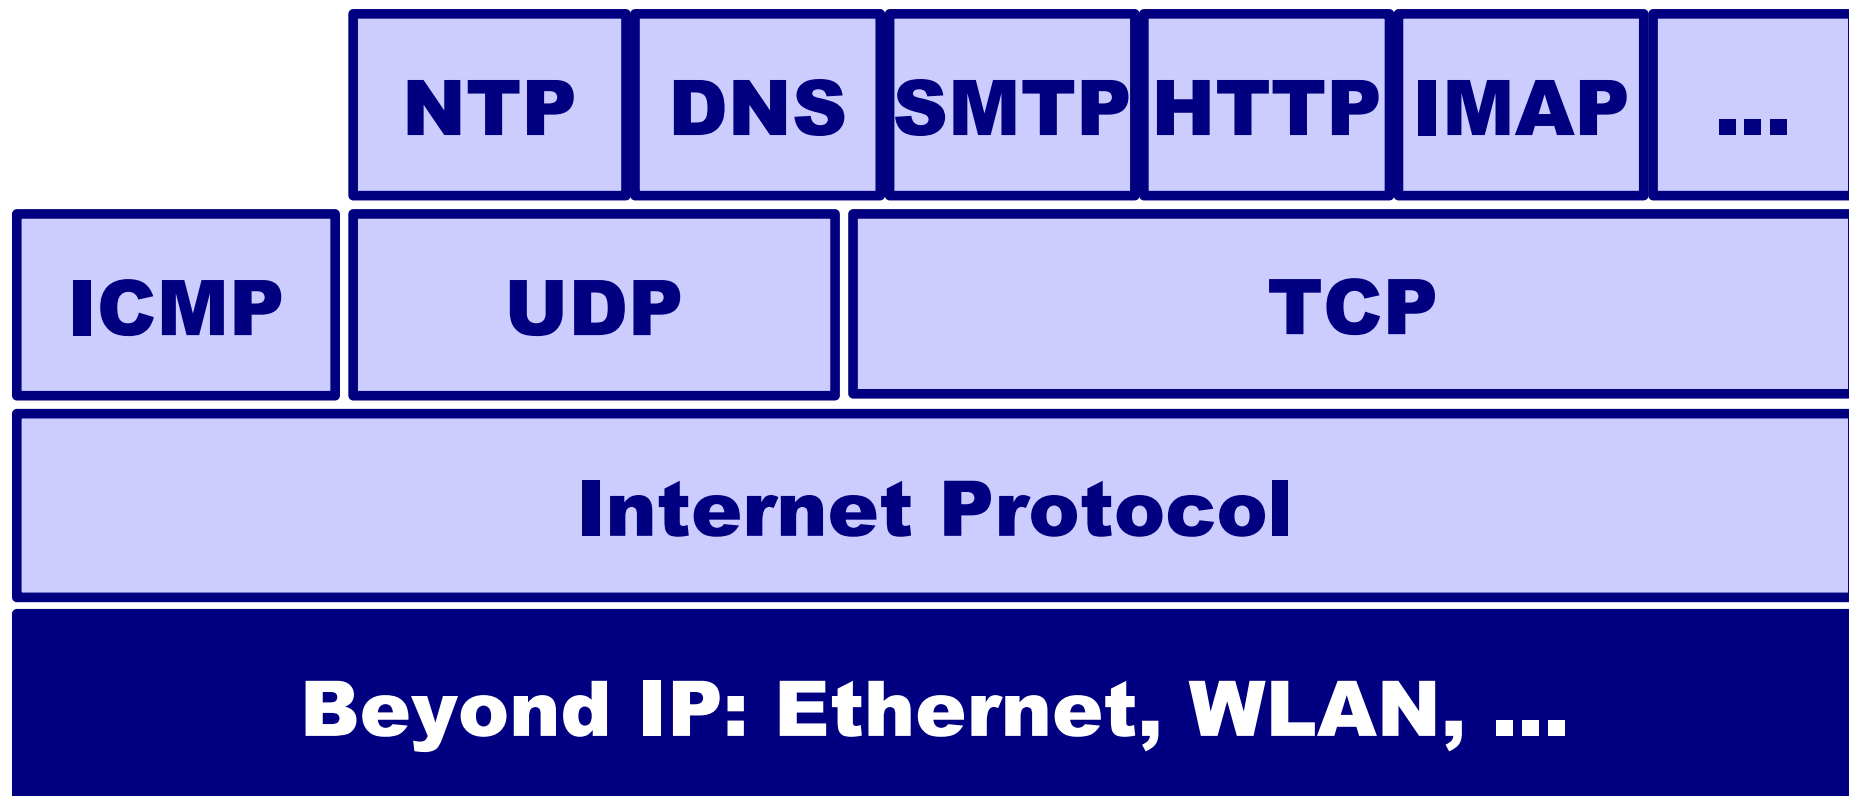 NTP DNS SMTP HTTP IMAP ...
ICMP UDP TCP
Internet Protocol
Beyond IP: Ethernet, WLAN, ...